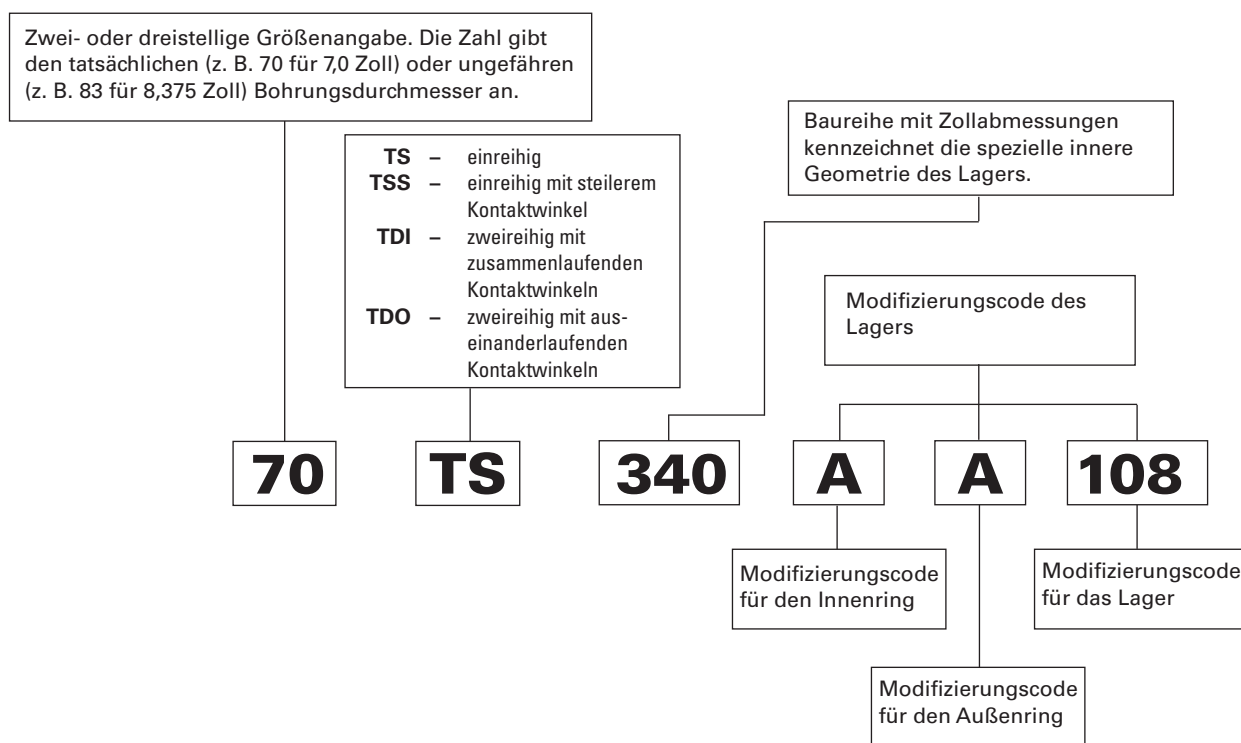 Zwei- oder dreistellige Größenangabe. Die Zahl gibt
den tatsächlichen (z. B. 70 für 7,0 Zoll) oder ungefähren
(z. B. 83 für 8,375 Zoll) Bohrungsdurchmesser an.
TS – einreihig
TSS – einreihig mit steilerem
Kontaktwinkel
TDI – zweireihig mit
zusammenlaufenden
Kontaktwinkeln
TDO – zweireihig mit aus-
einanderlaufenden
Kontaktwinkeln
Baureihe mit Zollabmessungen
kennzeichnet die spezielle innere
Geometrie des Lagers.
Modifizierungscode des
Lagers
70 TS 340 A A 108
Modifizierungscode
für den Innenring
Modifizierungscode
für das Lager
Modifizierungscode
für den Außenring